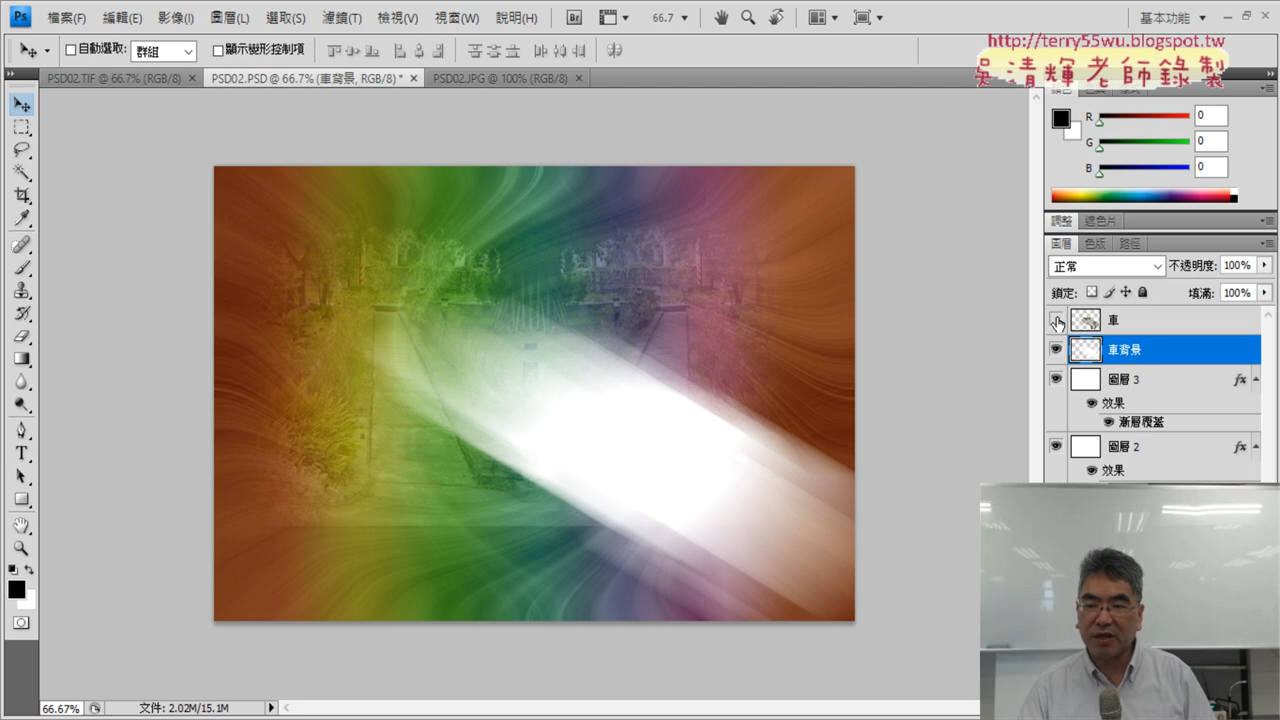 Ps 檔案(F) 編輯(E) 影像(I) 圖層(L) 選取(S) 濾鏡(T) 檢視(V) 視窗(W) 說明(H) Br 66.7 基本功能
自動選取: 群組 顯示變形控制項
http://terry55wu.blogspot.tw
吳清輝老師錄製
PSD02.TIF @ 66.7% (RGB/8) × PSD02.PSD @ 66.7% (車背景, RGB/8) * × PSD02.JPG @ 100% (RGB/8) ×
R 0
G 0
B 0
調整 遮色片
圖層 色版 路徑
正常 不透明度: 100%
鎖定: 填滿: 100%
車
車背景
圖層 3 fx
效果
漸層覆蓋
圖層 2 fx
效果
T
66.67% 文件: 2.02M/15.1M